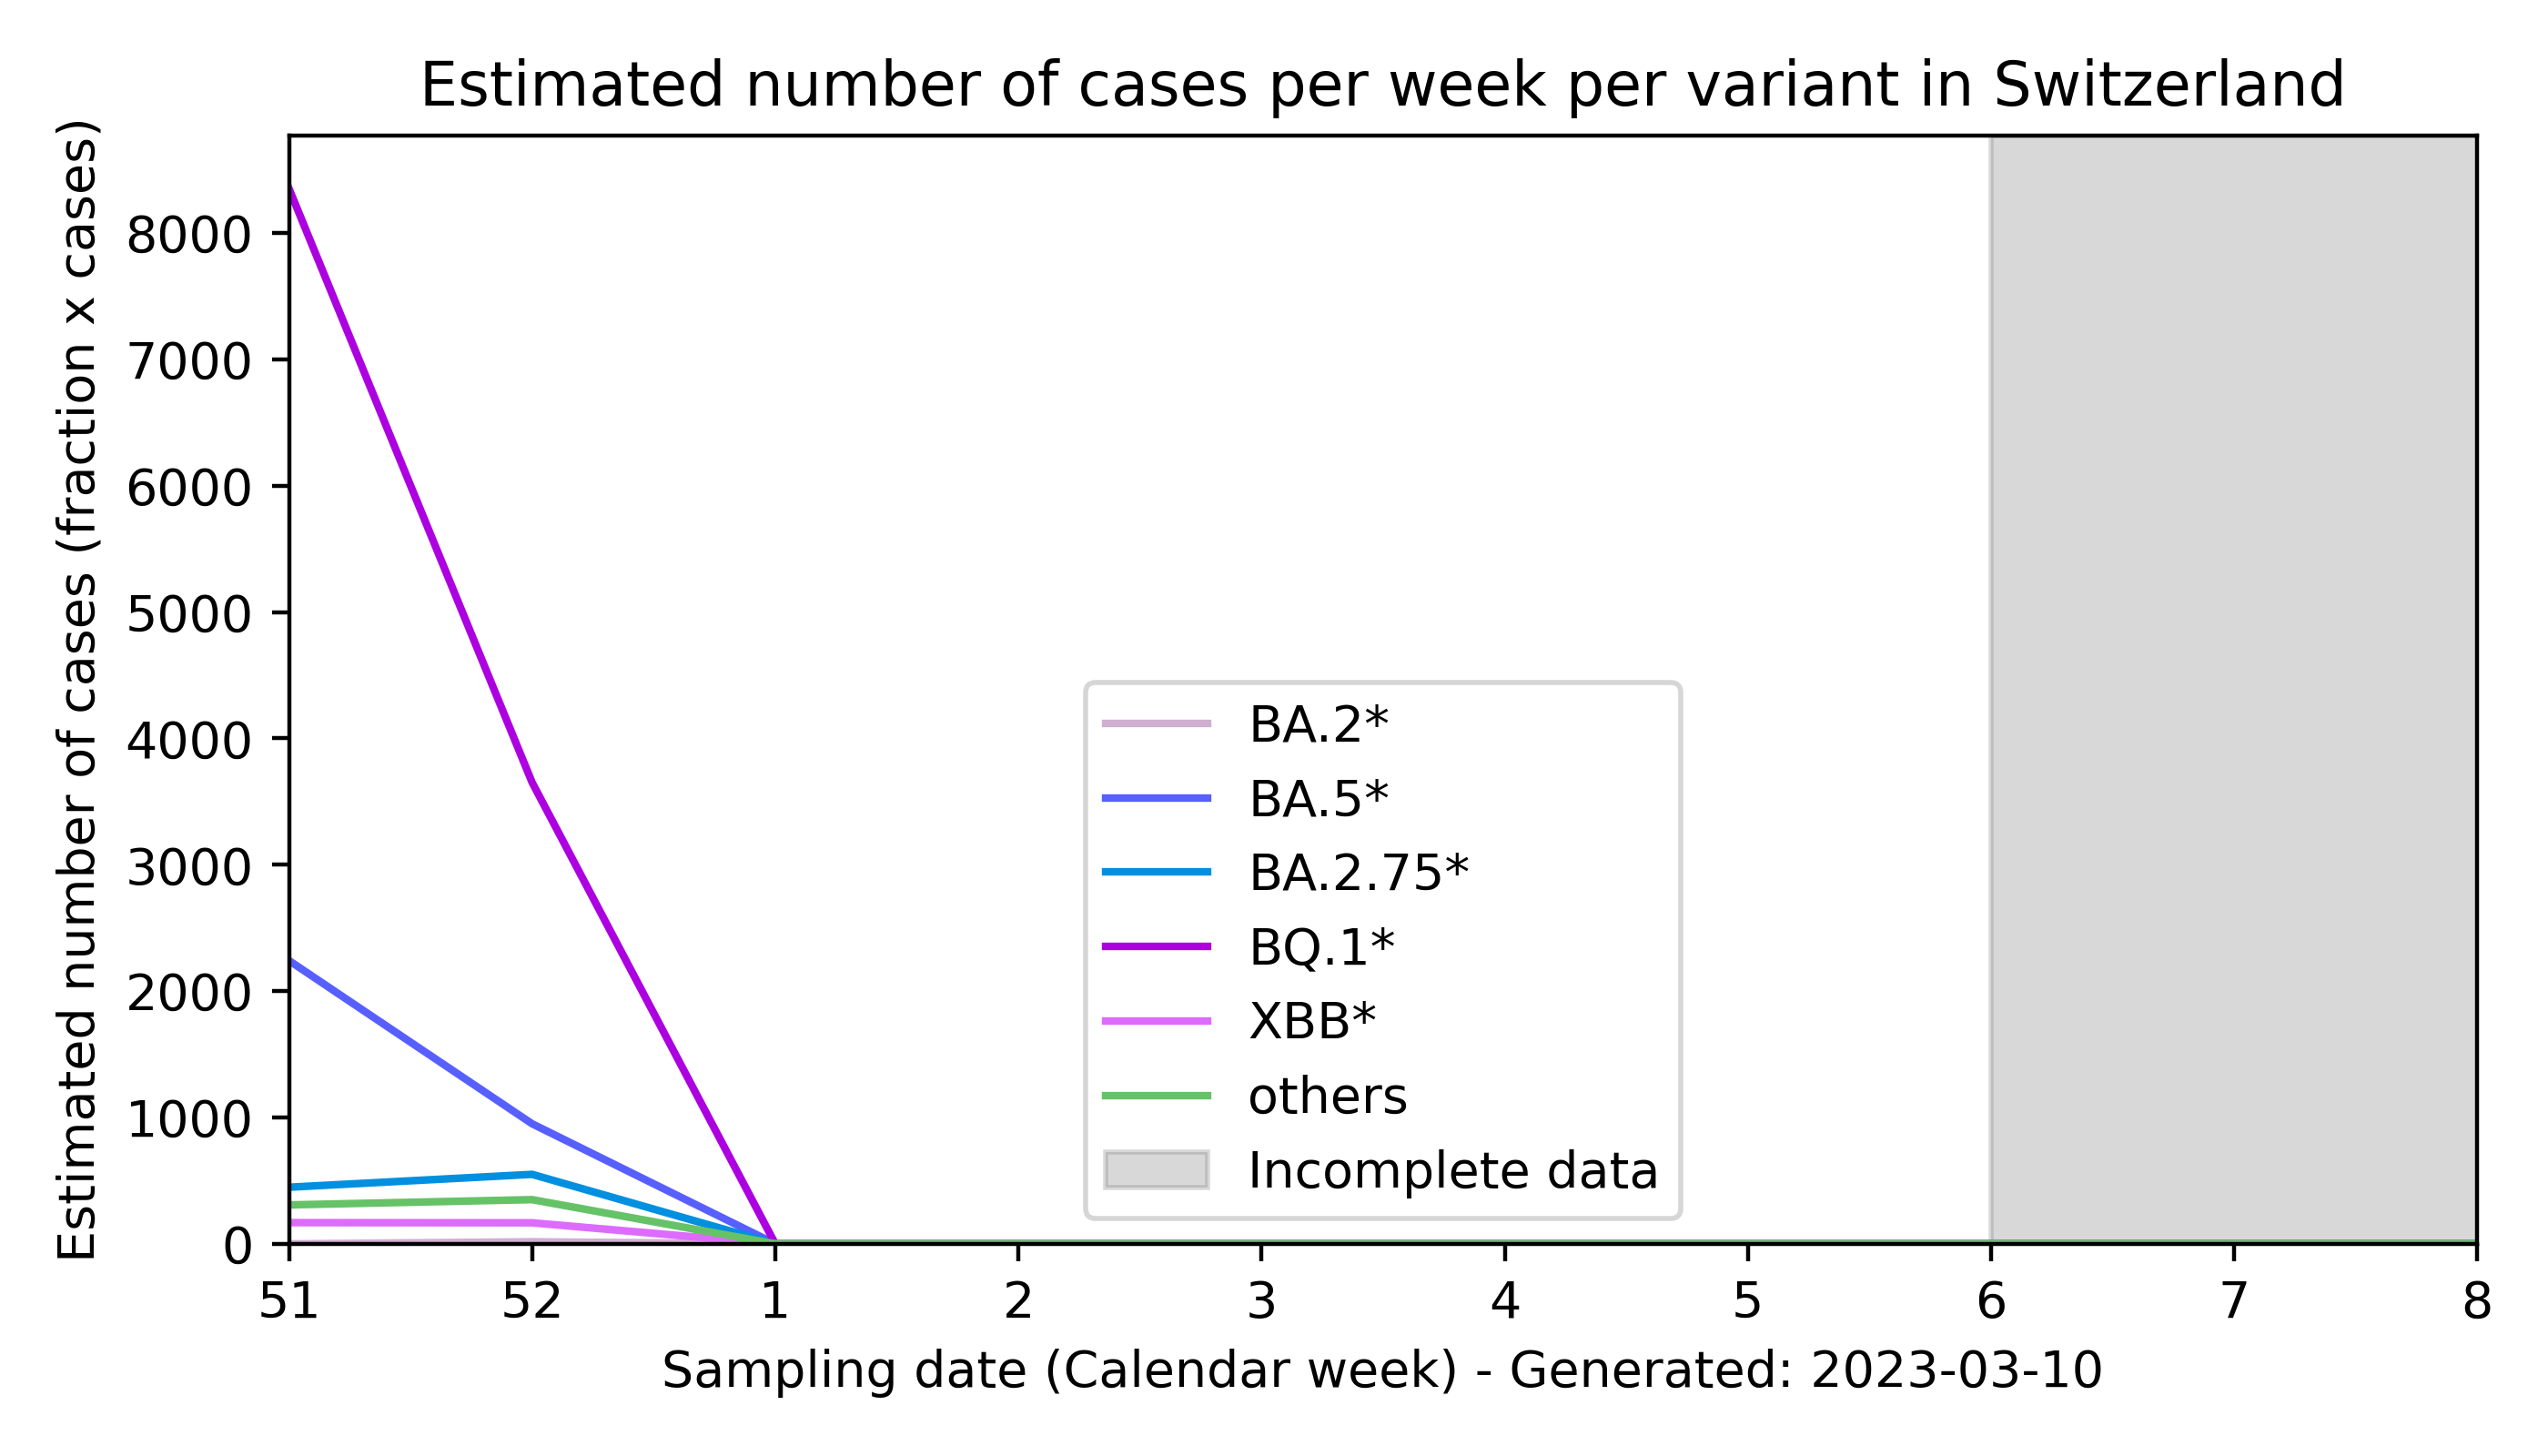 Estimated number of cases per week per variant in Switzerland
Estimated number of cases (fraction x cases)
8000
7000
6000
5000
4000
3000
2000
1000
0
BA.2*
BA.5*
BA.2.75*
BQ.1*
XBB*
others
Incomplete data
51 52 1 2 3 4 5 6 7 8
Sampling date (Calendar week) - Generated: 2023-03-10